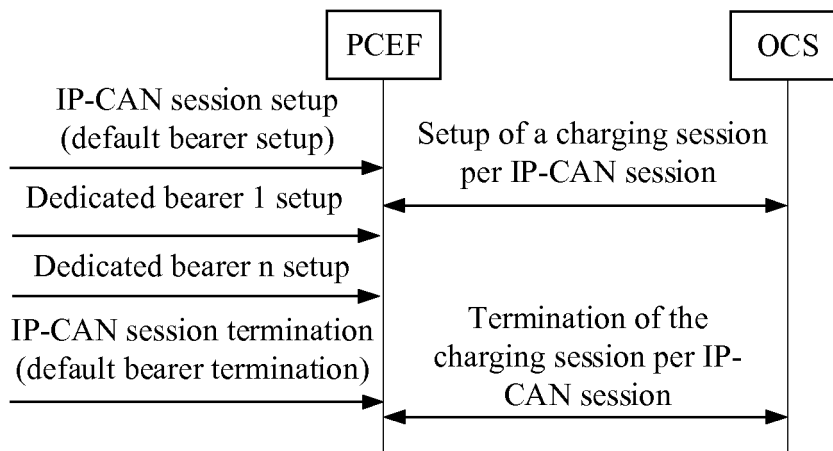 PCEF
OCS
IP-CAN session setup
(default bearer setup)
Setup of a charging session
per IP-CAN session
Dedicated bearer 1 setup
Dedicated bearer n setup
IP-CAN session termination
(default bearer termination)
Termination of the
charging session per IP-
CAN session